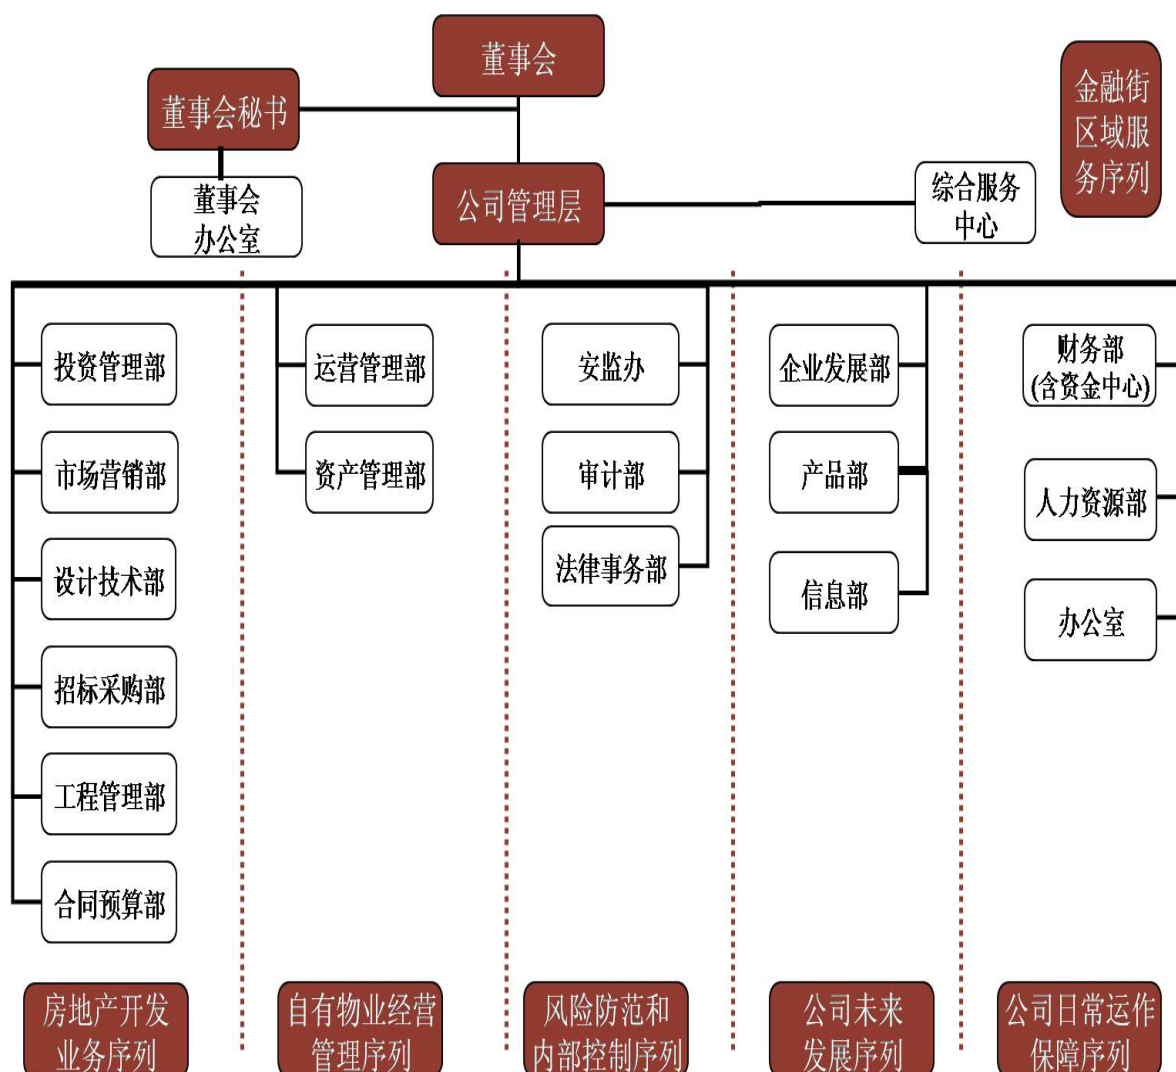 董事会
董事会秘书
金融街
区域服
务序列
董事会
办公室
公司管理层
综合服务
中心
投资管理部
市场营销部
设计技术部
招标采购部
工程管理部
合同预算部
运营管理部
资产管理部
安监办
审计部
法律事务部
企业发展部
产品部
信息部
财务部
(含资金中心)
人力资源部
办公室
房地产开发
业务序列
自有物业经营
管理序列
风险防范和
内部控制序列
公司未来
发展序列
公司日常运作
保障序列